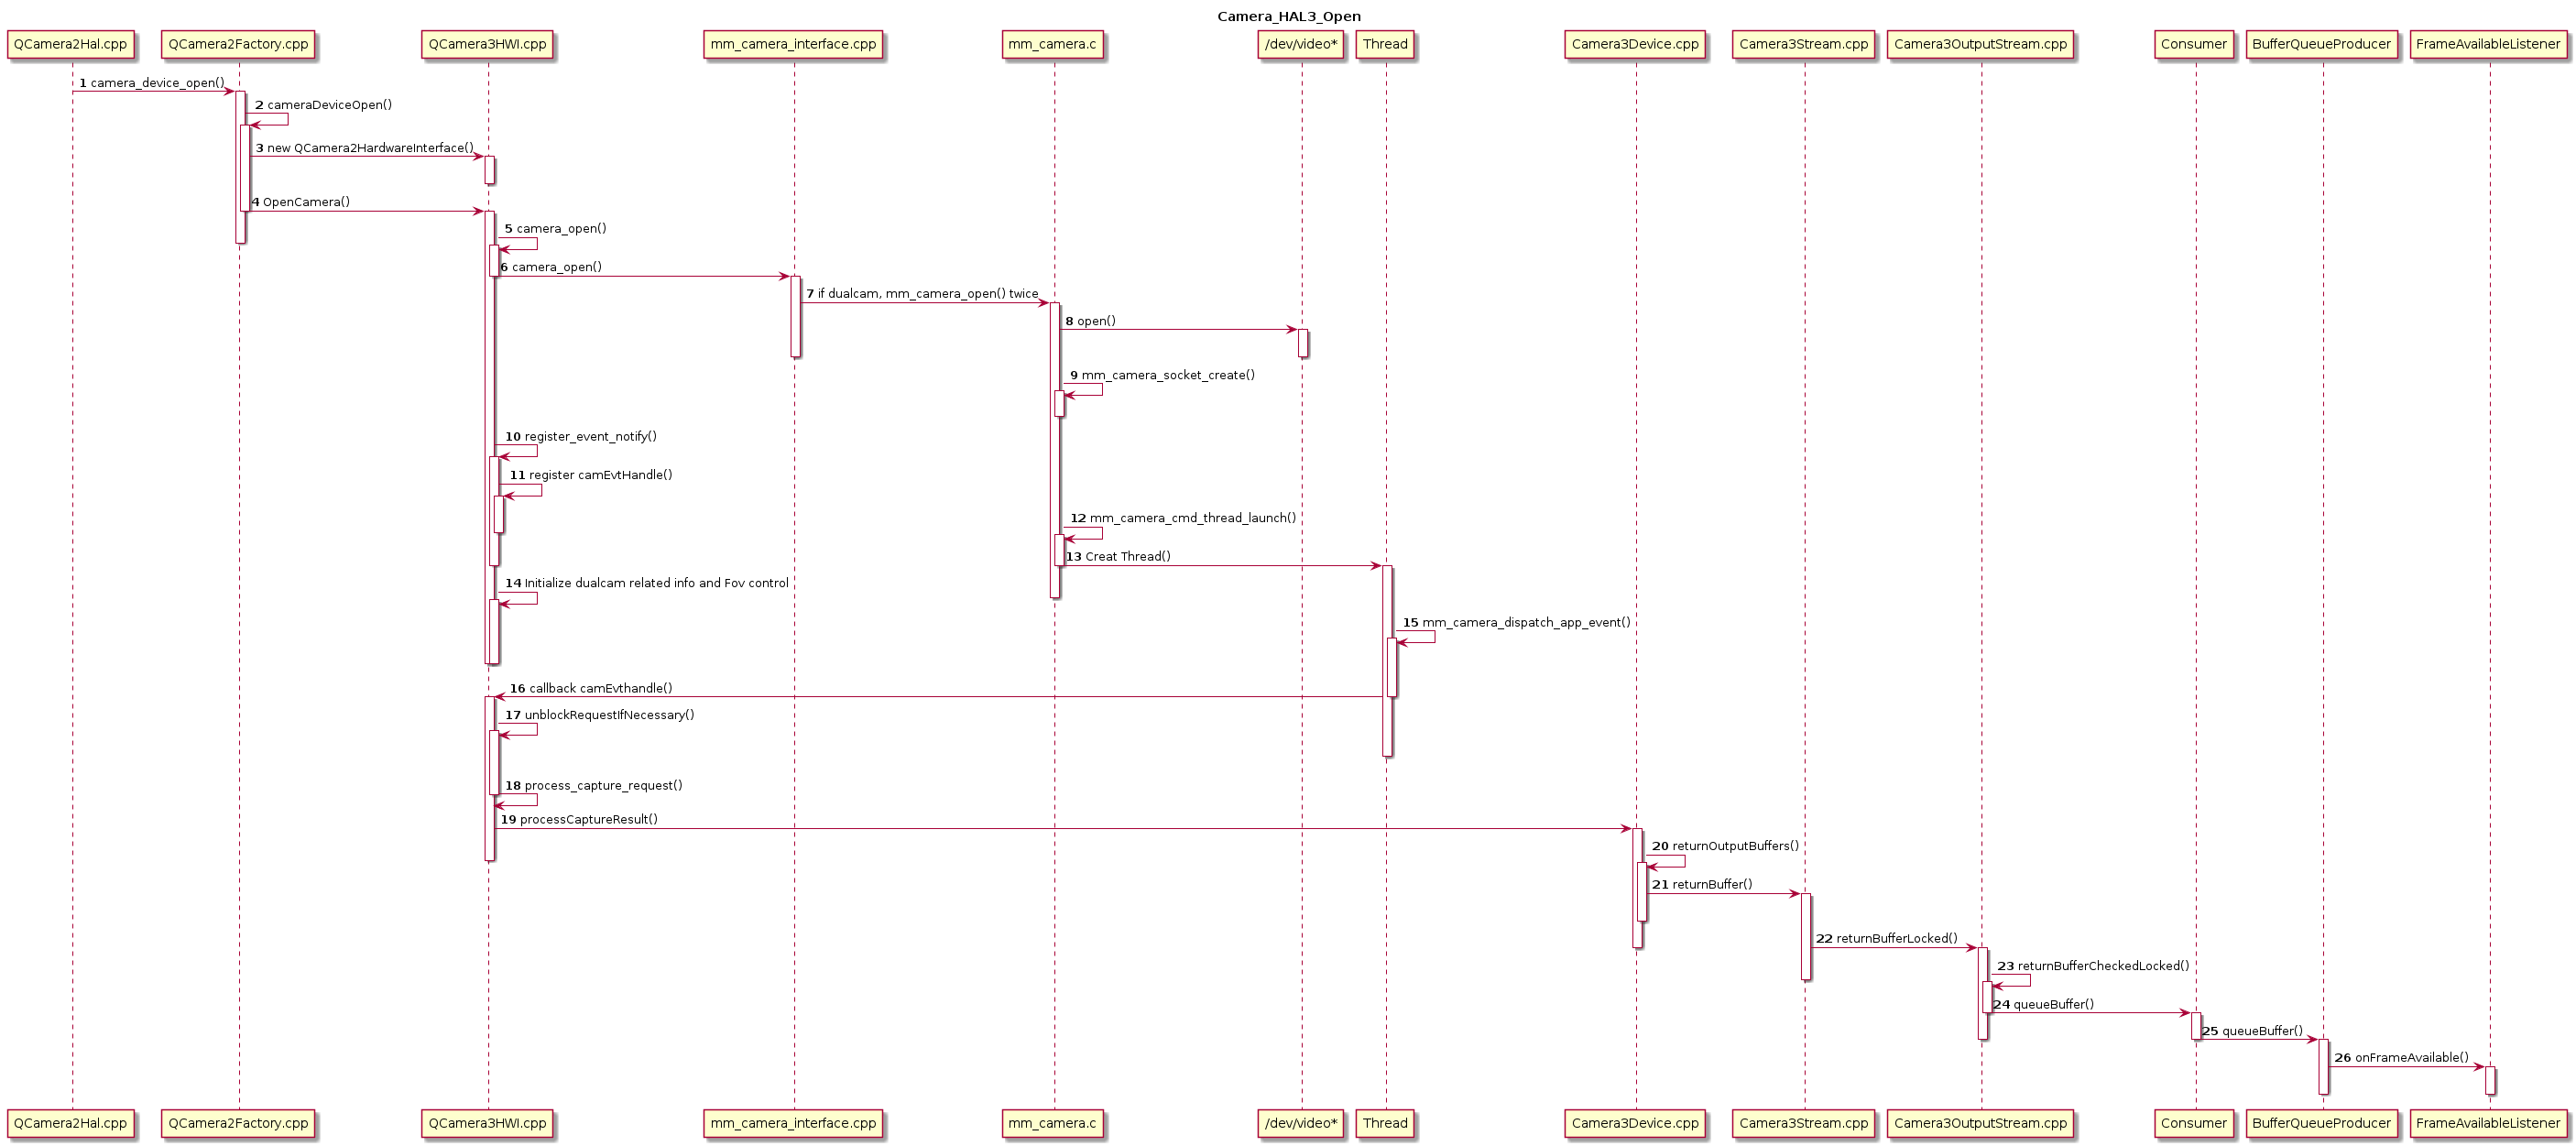 Camera_HAL3_Open
QCamera2Hal.cpp QCamera2Factory.cpp QCamera3HWI.cpp mm_camera_interface.cpp mm_camera.c /dev/video* Thread Camera3Device.cpp Camera3Stream.cpp Camera3OutputStream.cpp Consumer BufferQueueProducer FrameAvailableListener
1 camera_device_open()
2 cameraDeviceOpen()
3 new QCamera2HardwareInterface()
4 OpenCamera()
5 camera_open()
6 camera_open()
7 if dualcam, mm_camera_open() twice
8 open()
9 mm_camera_socket_create()
10 register_event_notify()
11 register camEvtHandle()
12 mm_camera_cmd_thread_launch()
13 Creat Thread()
14 Initialize dualcam related info and Fov control
15 mm_camera_dispatch_app_event()
16 callback camEvthandle()
17 unblockRequestIfNecessary()
18 process_capture_request()
19 processCaptureResult()
20 returnOutputBuffers()
21 returnBuffer()
22 returnBufferLocked()
23 returnBufferCheckedLocked()
24 queueBuffer()
25 queueBuffer()
26 onFrameAvailable()
QCamera2Hal.cpp QCamera2Factory.cpp QCamera3HWI.cpp mm_camera_interface.cpp mm_camera.c /dev/video* Thread Camera3Device.cpp Camera3Stream.cpp Camera3OutputStream.cpp Consumer BufferQueueProducer FrameAvailableListener